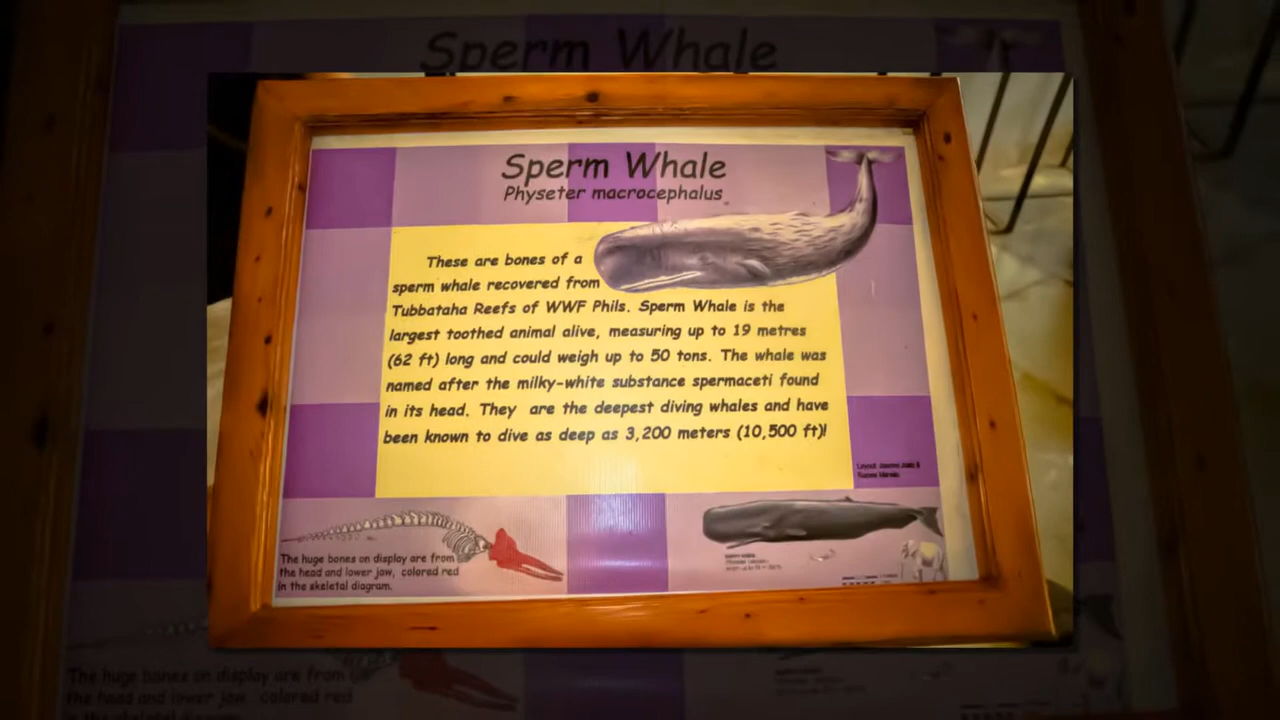 Sperm Whale
Physeter macrocephalus
These are bones of a
sperm whale recovered from
Tubbataha Reefs of WWF Phils. Sperm Whale is the
largest toothed animal alive, measuring up to 19 metres
(62 ft) long and could weigh up to 50 tons. The whale was
named after the milky-white substance spermaceti found
in its head. They are the deepest diving whales and have
been known to dive as deep as 3,200 meters (10,500 ft)!
The huge bones on display are from
the head and lower jaw, colored red
in the skeletal diagram.